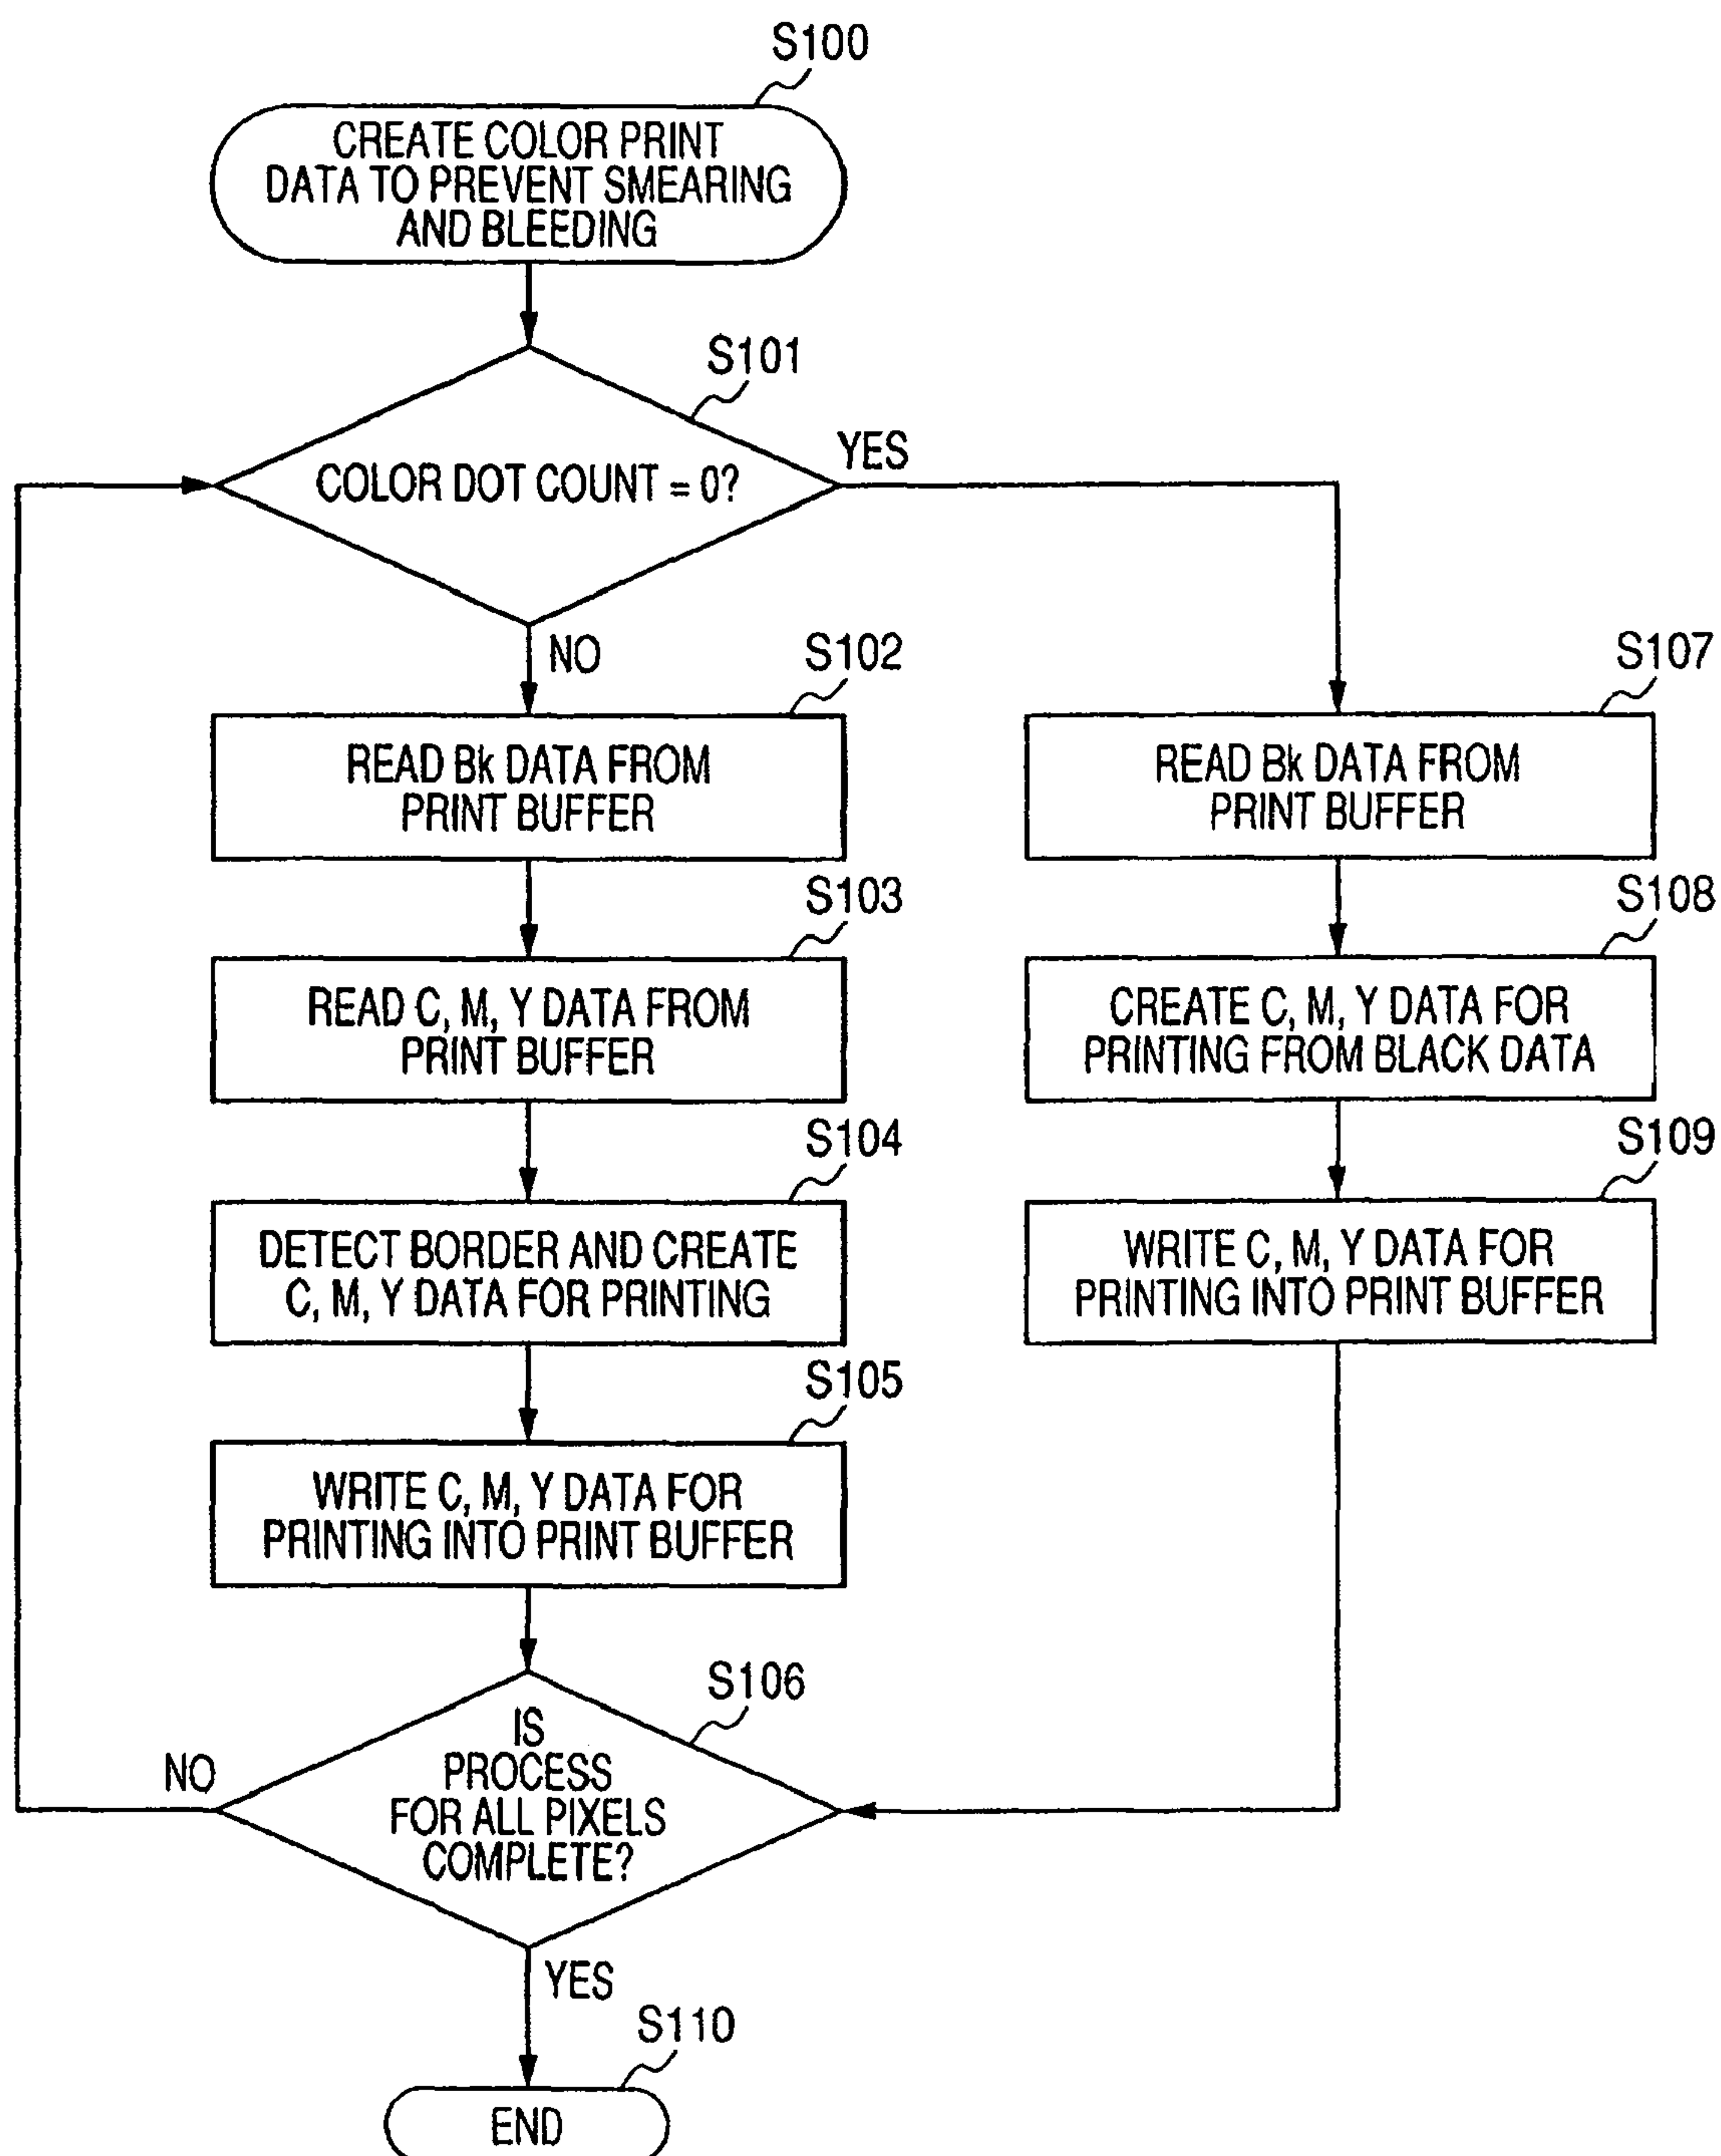 S100
CREATE COLOR PRINT
DATA TO PREVENT SMEARING
AND BLEEDING
S101
COLOR DOT COUNT = 0?
YES
NO
S102
READ Bk DATA FROM
PRINT BUFFER
S103
READ C, M, Y DATA FROM
PRINT BUFFER
S104
DETECT BORDER AND CREATE
C, M, Y DATA FOR PRINTING
S105
WRITE C, M, Y DATA FOR
PRINTING INTO PRINT BUFFER
S107
READ Bk DATA FROM
PRINT BUFFER
S108
CREATE C, M, Y DATA FOR
PRINTING FROM BLACK DATA
S109
WRITE C, M, Y DATA FOR
PRINTING INTO PRINT BUFFER
S106
IS
PROCESS
FOR ALL PIXELS
COMPLETE?
NO
YES
S110
END